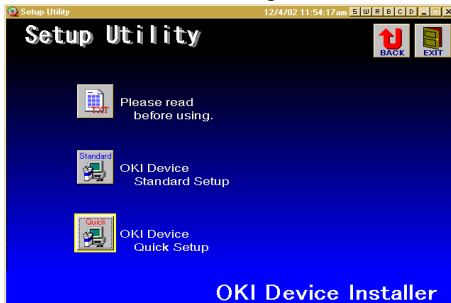 Setup Utility
12/4/02 11:54:17am S W R B C D
Setup Utility
BACK
EXIT
TXT
Please read
before using.
Standard
OKI Device
Standard Setup
Quick
OKI Device
Quick Setup
OKI Device Installer